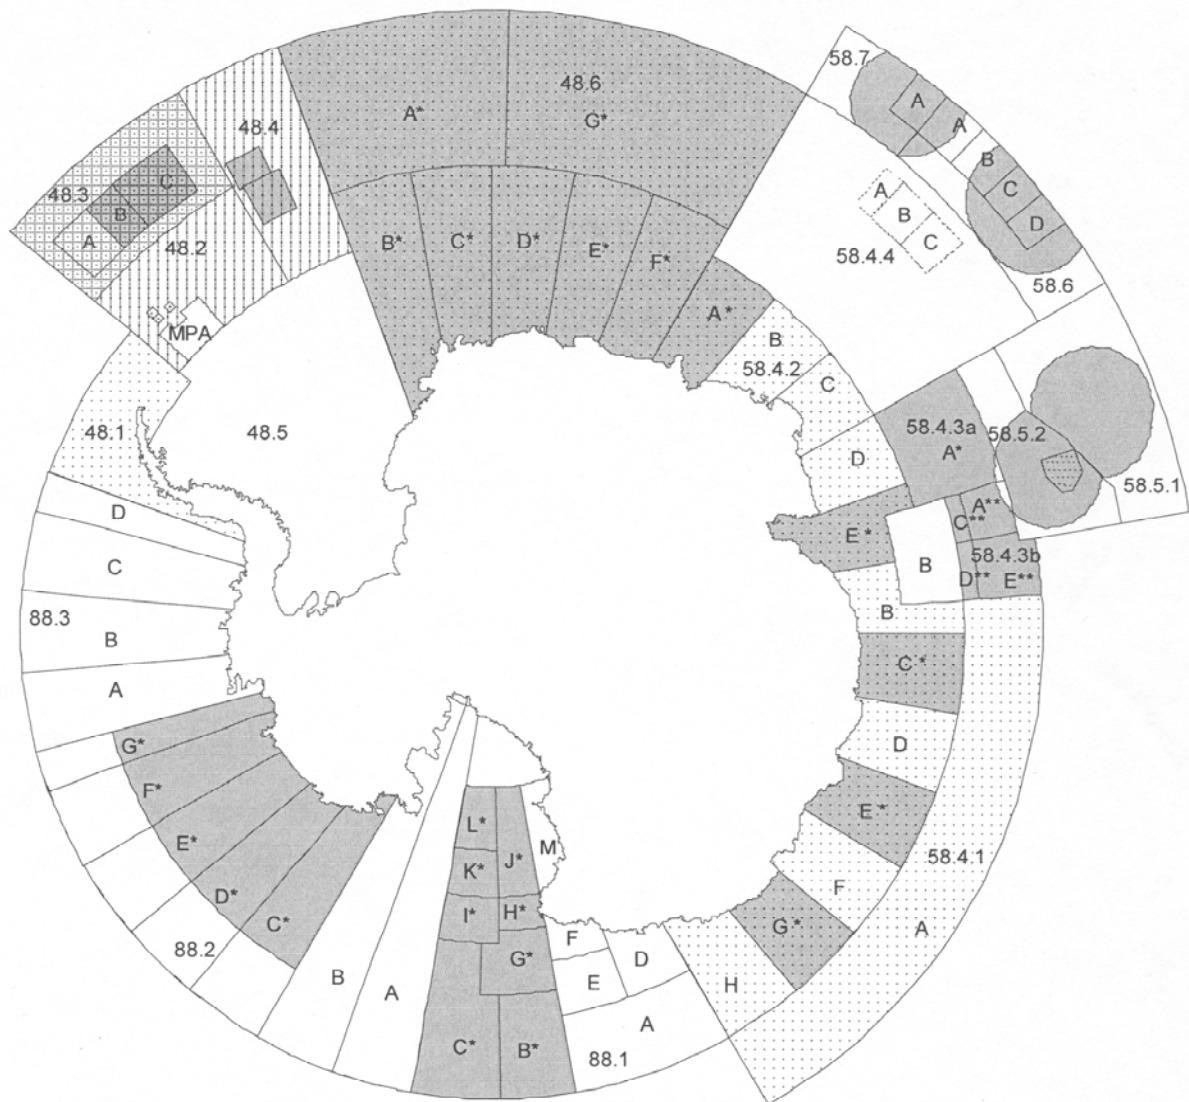 58.7
48.6
A*
G*
48.4
A
A
B
C
D
48.3
C
B
A
48.2
A
B
C
58.4.4
58.6
B*
C*
D*
E*
F*
A*
MPA
B
58.4.2
C
48.1
48.5
D
58.4.3a
A*
58.5.2
58.5.1
D
C
88.3
B
A
E*
B
A**
C**
58.4.3b
D**
E**
B
C*
D
G*
F*
E*
D*
C*
88.2
B
A
L*
K*
J*
M
I*
H*
G*
C*
B*
F
E
D
A
88.1
E*
58.4.1
F
G*
A
H